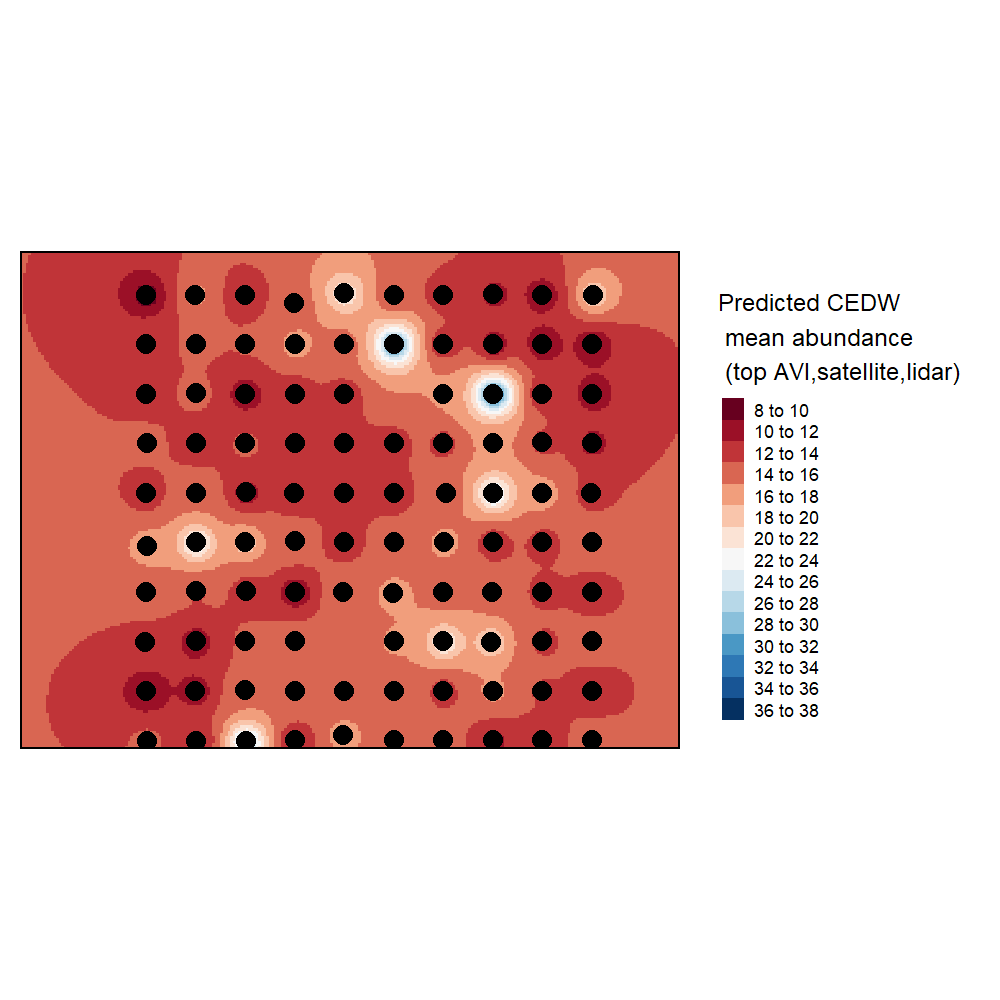 Predicted CEDW
mean abundance
(top AVI,satellite,lidar)
8 to 10
10 to 12
12 to 14
14 to 16
16 to 18
18 to 20
20 to 22
22 to 24
24 to 26
26 to 28
28 to 30
30 to 32
32 to 34
34 to 36
36 to 38